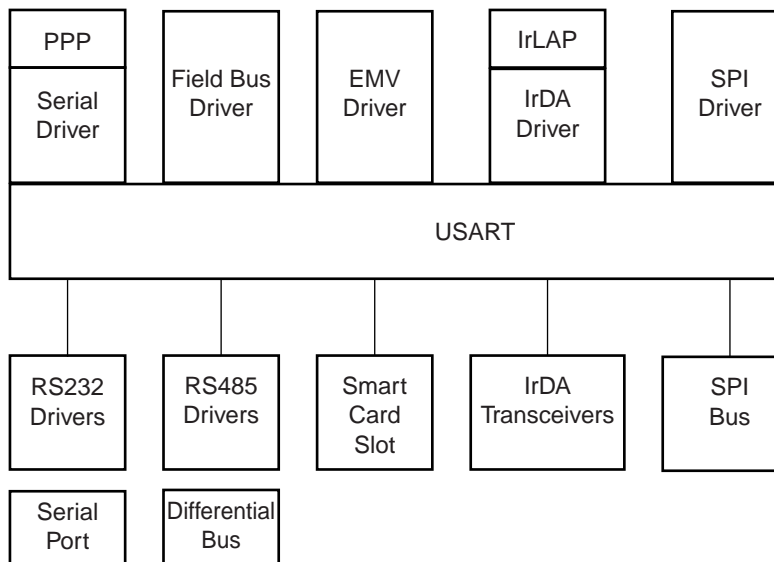 PPP
Serial
Driver
Field Bus
Driver
EMV
Driver
IrLAP
IrDA
Driver
SPI
Driver
USART
RS232
Drivers
RS485
Drivers
Smart
Card
Slot
IrDA
Transceivers
SPI
Bus
Serial
Port
Differential
Bus